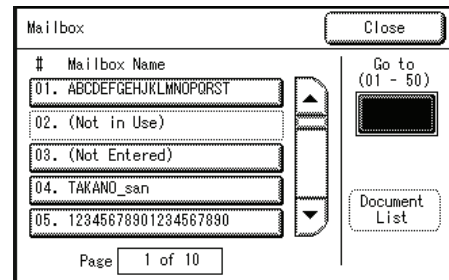 Mailbox
Close
# Mailbox Name
Go to
(01 - 50)
01. ABCDEFGEHJKLMNOPQRST
02. (Not in Use)
03. (Not Entered)
04. TAKANO_san
05. 12345678901234567890
Document
List
Page 1 of 10